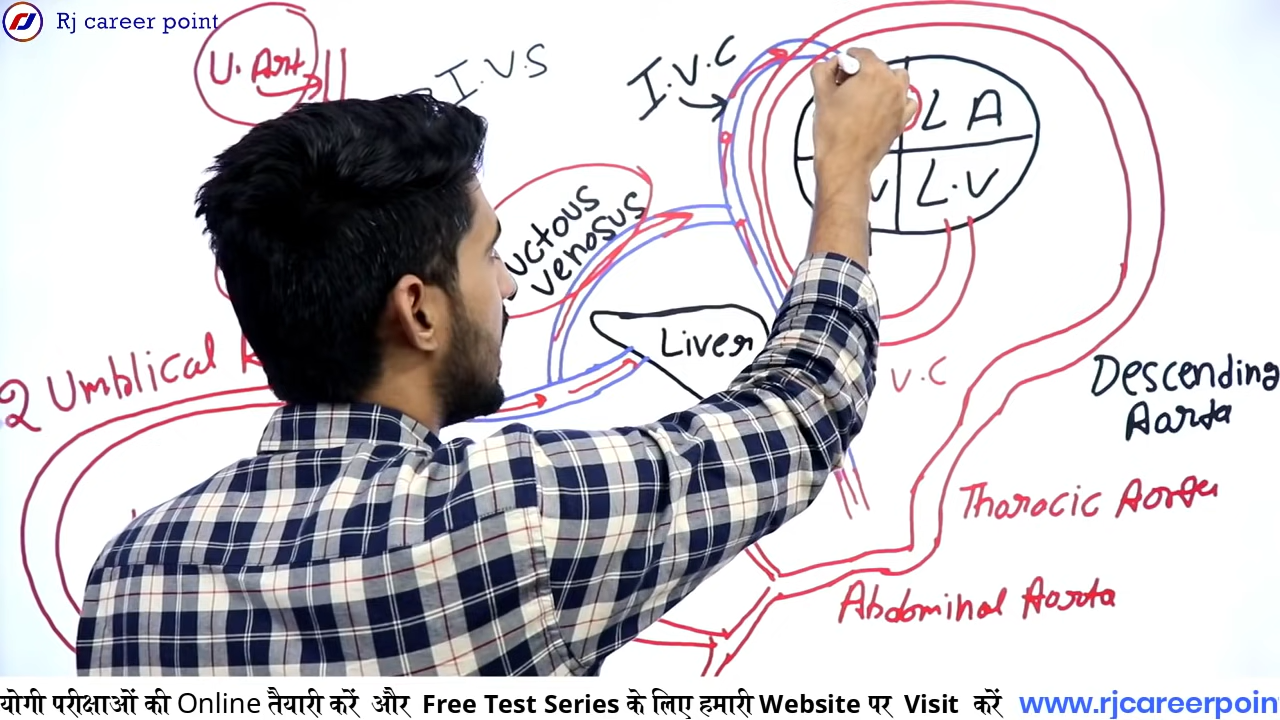 Rj career point
U. Art
I.V.S
I.V.C
L A
L.V
uctous
venosus
Liver
2 Umblical
V.C
Descending
Aorta
Thoracic Aorta
Abdominal Aorta
योगी परीक्षाओं की Online तैयारी करें और Free Test Series के लिए हमारी Website पर Visit करें www.rjcareerpoin